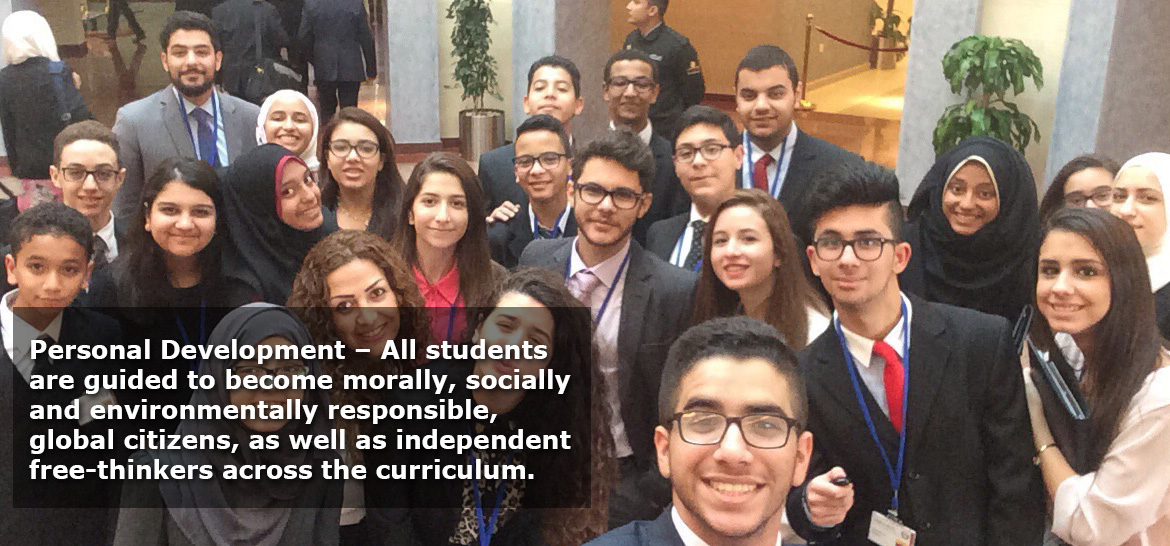 Personal Development – All students
are guided to become morally, socially
and environmentally responsible,
global citizens, as well as independent
free-thinkers across the curriculum.